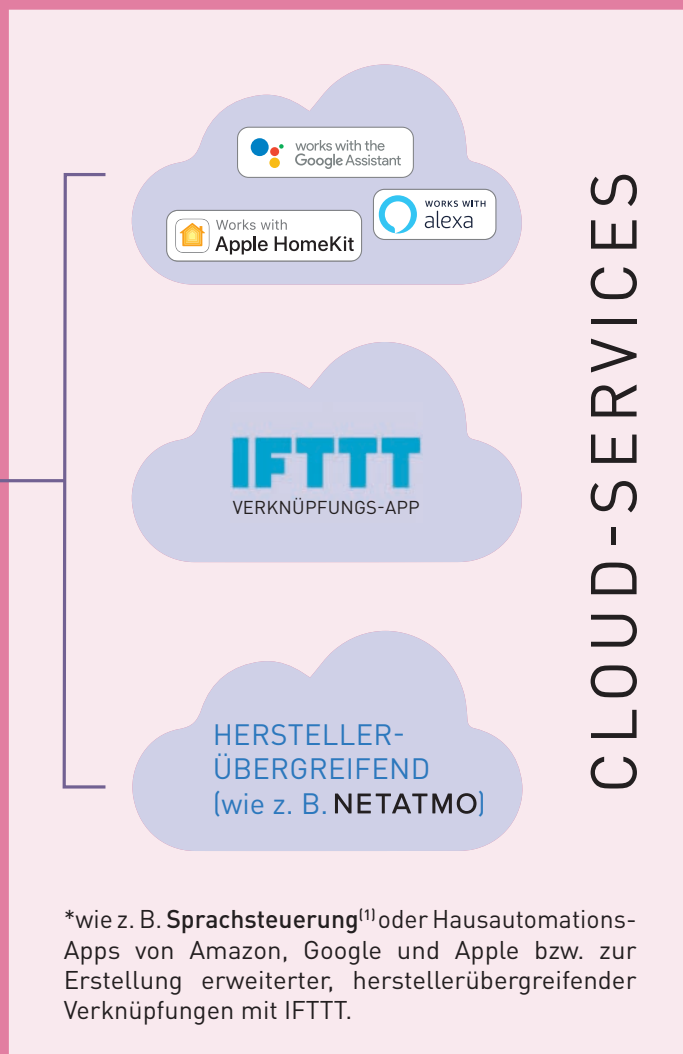 works with the
Google Assistant
WORKS WITH
alexa
Works with
Apple HomeKit
IFTTT
VERKNÜPFUNGS-APP
HERSTELLER-
ÜBERGREIFEND
(wie z. B. NETATMO)
CLOUD-SERVICES
*wie z. B. Sprachsteuerung(1) oder Hausautomations-
Apps von Amazon, Google und Apple bzw. zur
Erstellung erweiterter, herstellerübergreifender
Verknüpfungen mit IFTTT.